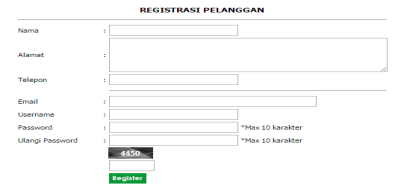 REGISTRASI PELANGGAN
Nama :
Alamat :
Telepon :
Email :
Username :
Password : *Max 10 karakter
Ulangi Password : *Max 10 karakter
4450
Register